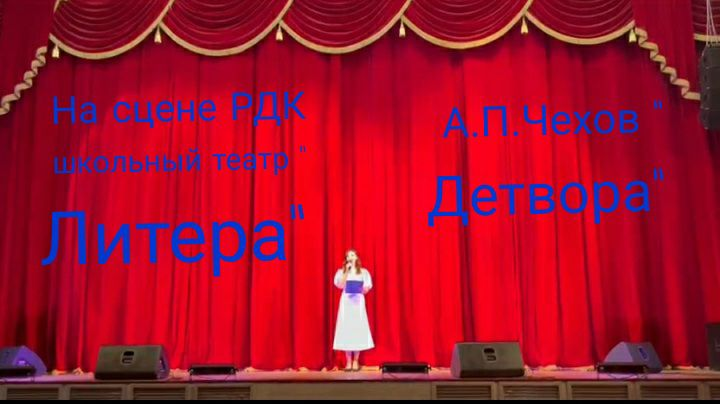 На сцене РДК
школьный театр "
Литера"
А.П.Чехов "
Детвора"